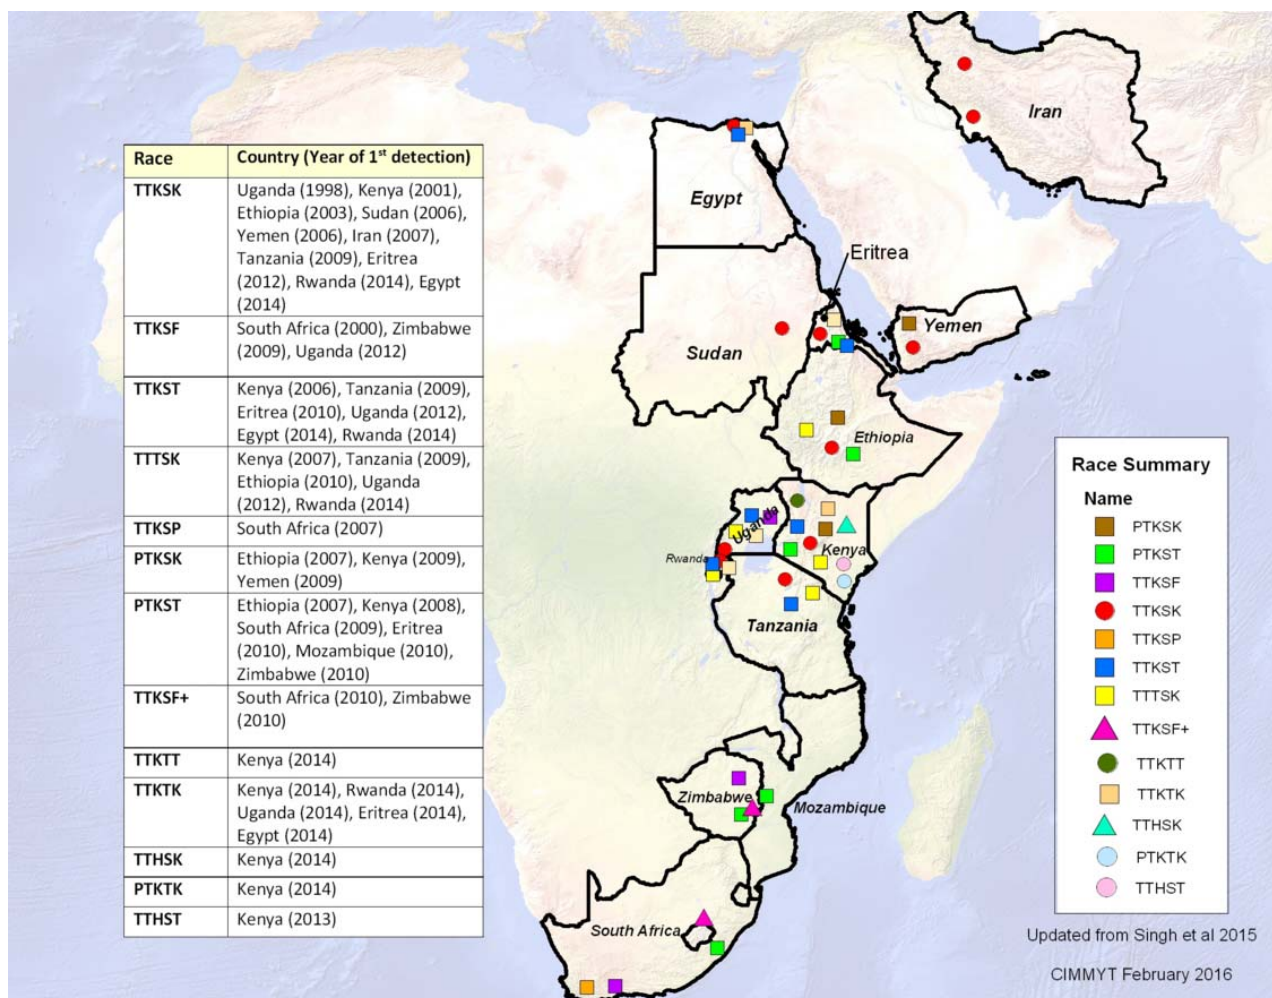 Race Country (Year of 1st detection)
TTKSK Uganda (1998), Kenya (2001),
Ethiopia (2003), Sudan (2006),
Yemen (2006), Iran (2007),
Tanzania (2009), Eritrea
(2012), Rwanda (2014), Egypt
(2014)
TTKSF South Africa (2000), Zimbabwe
(2009), Uganda (2012)
TTKST Kenya (2006), Tanzania (2009),
Eritrea (2010), Uganda (2012),
Egypt (2014), Rwanda (2014)
TTTSK Kenya (2007), Tanzania (2009),
Ethiopia (2010), Uganda
(2012), Rwanda (2014)
TTKSP South Africa (2007)
PTKSK Ethiopia (2007), Kenya (2009),
Yemen (2009)
PTKST Ethiopia (2007), Kenya (2008),
South Africa (2009), Eritrea
(2010), Mozambique (2010),
Zimbabwe (2010)
TTKSF+ South Africa (2010), Zimbabwe
(2010)
TTKTT Kenya (2014)
TTKTK Kenya (2014), Rwanda (2014),
Uganda (2014), Eritrea (2014),
Egypt (2014)
TTHSK Kenya (2014)
PTKTK Kenya (2014)
TTHST Kenya (2013)
Iran
Egypt
Eritrea
Yemen
Sudan
Ethiopia
Uganda
Kenya
Rwanda
Tanzania
Zimbabwe
Mozambique
South Africa
Race Summary
Name
PTKSK
PTKST
TTKSF
TTKSK
TTKSP
TTKST
TTTSK
TTKSF+
TTKTT
TTKTK
TTHSK
PTKTK
TTHST
Updated from Singh et al 2015
CIMMYT February 2016